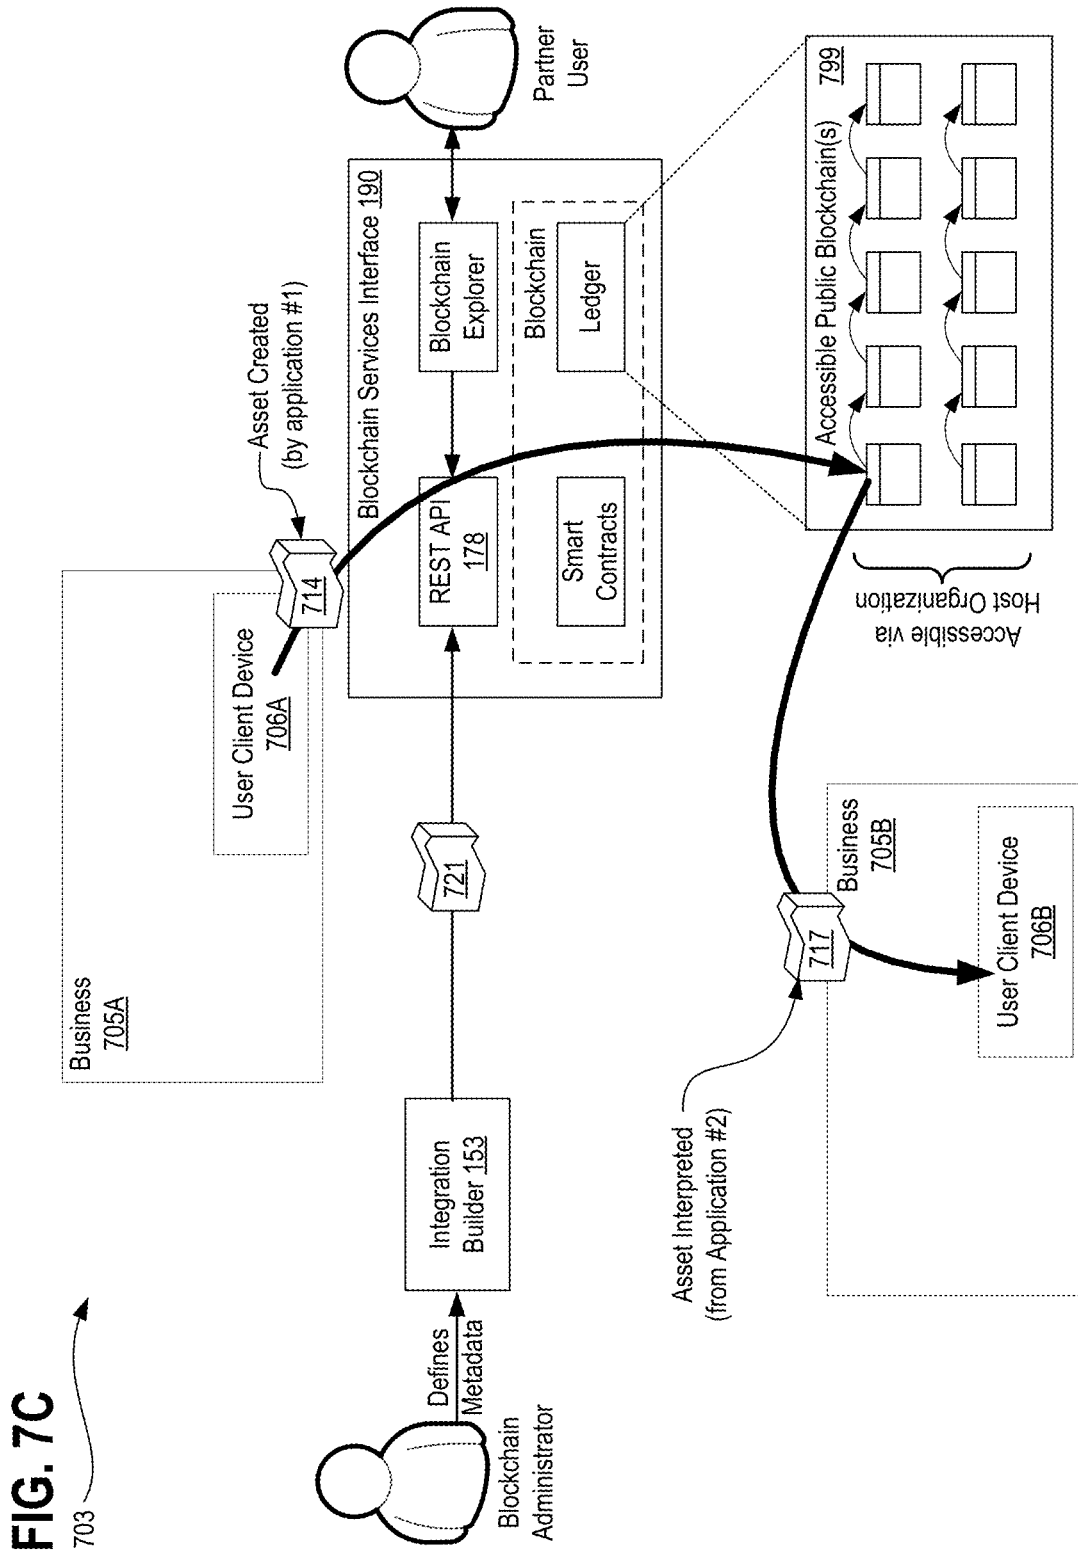 FIG. 7C
703
Business
705A
User Client Device
706A
714
Asset Created
(by application #1)
Blockchain
Administrator
Defines
Metadata
Integration
Builder 153
721
Blockchain Services Interface 190
REST API
178
Blockchain
Explorer
Blockchain
Smart
Contracts
Ledger
Partner
User
Asset Interpreted
(from Application #2)
717
Business
705B
User Client Device
706B
Accessible via
Host Organization
Accessible Public Blockchain(s)
799